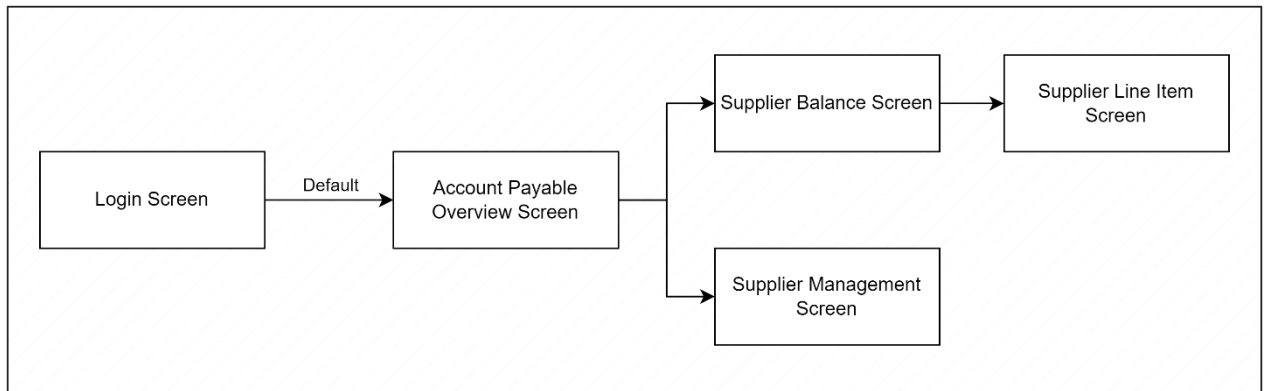 Login Screen
Default
Account Payable
Overview Screen
Supplier Balance Screen
Supplier Line Item
Screen
Supplier Management
Screen